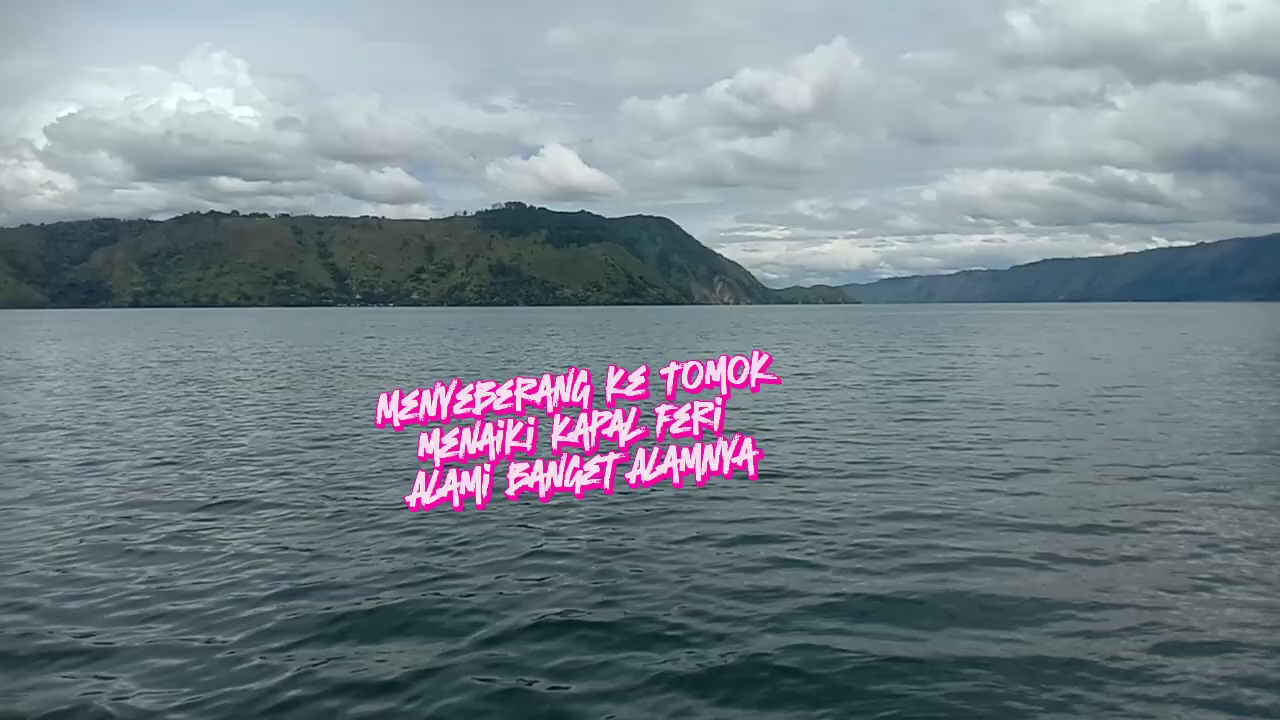 MENYEBERANG KE TOMOK
MENAIKI KAPAL FERI
ALAMI BANGET ALAMNYA